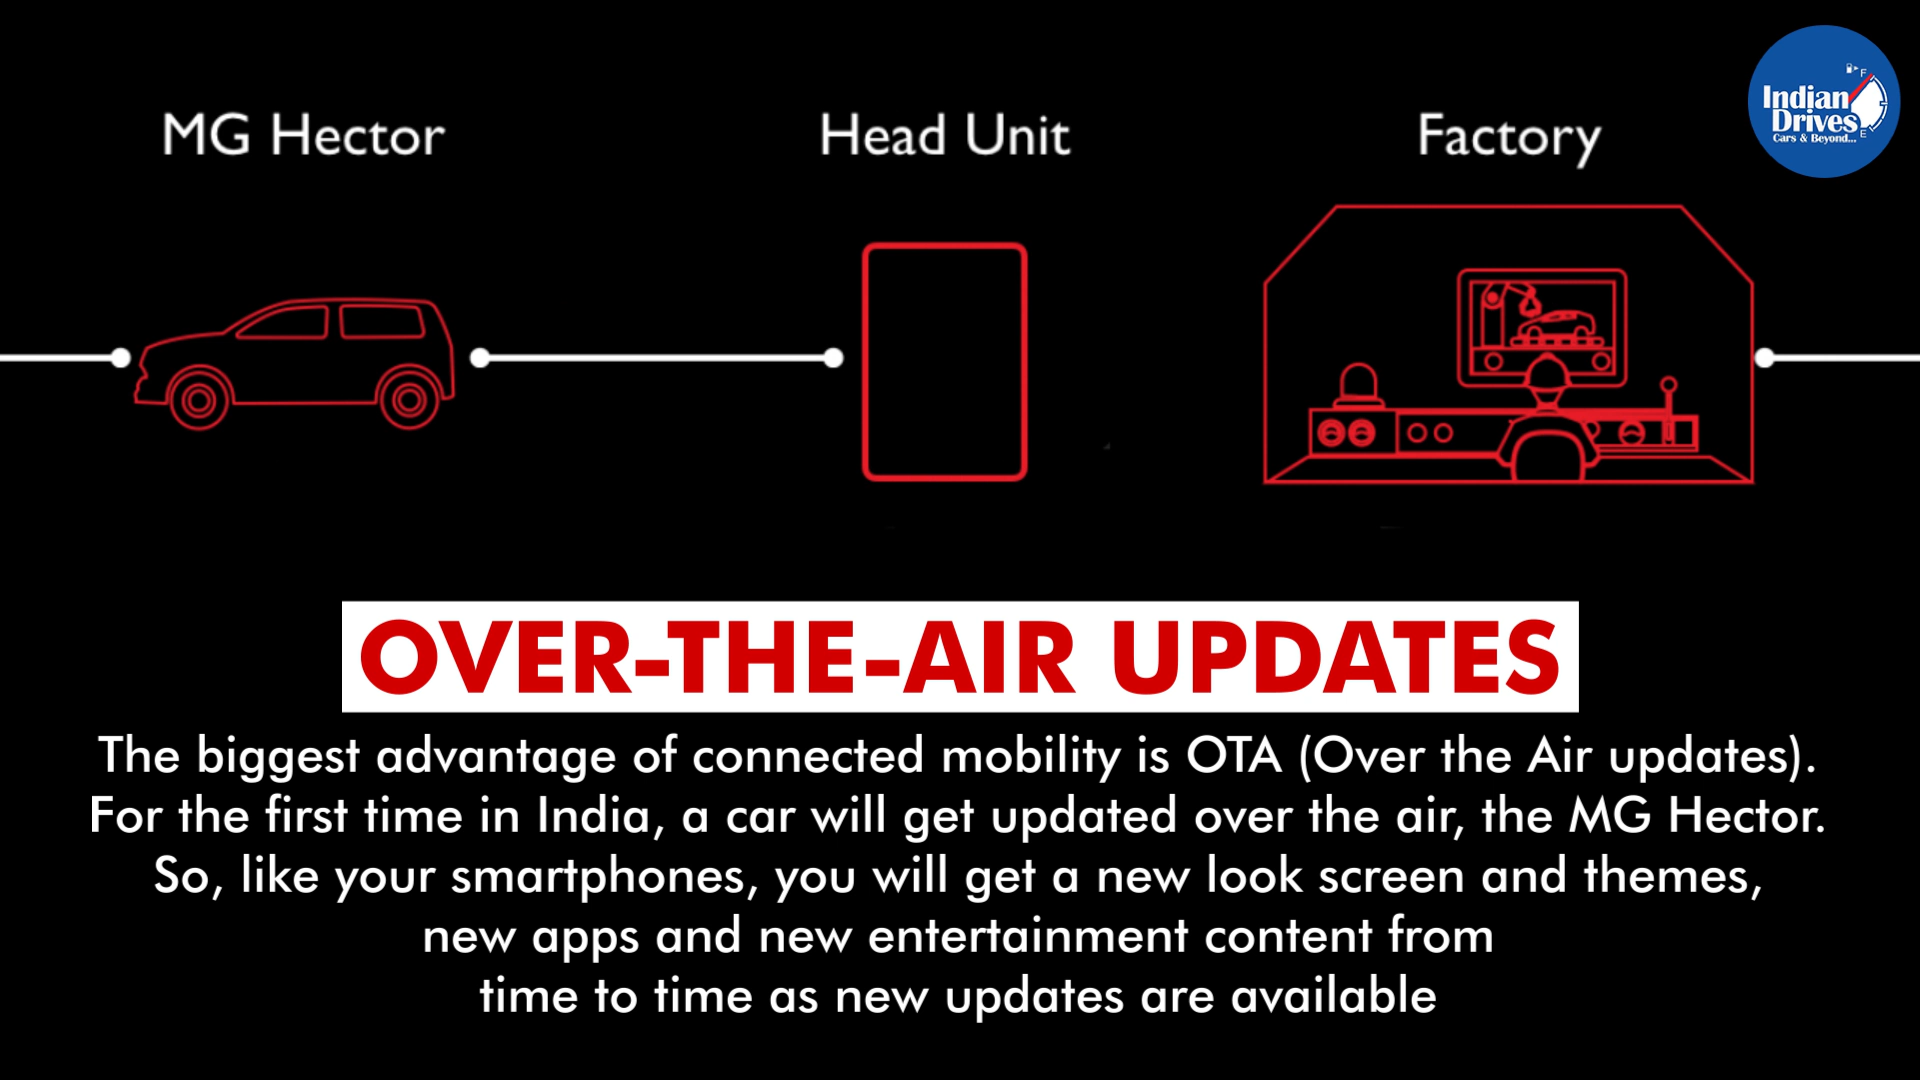 MG Hector
Head Unit
Factory
Indian
Drives
Cars & Beyond...
F
E
OVER-THE-AIR UPDATES
The biggest advantage of connected mobility is OTA (Over the Air updates).
For the first time in India, a car will get updated over the air, the MG Hector.
So, like your smartphones, you will get a new look screen and themes,
new apps and new entertainment content from
time to time as new updates are available